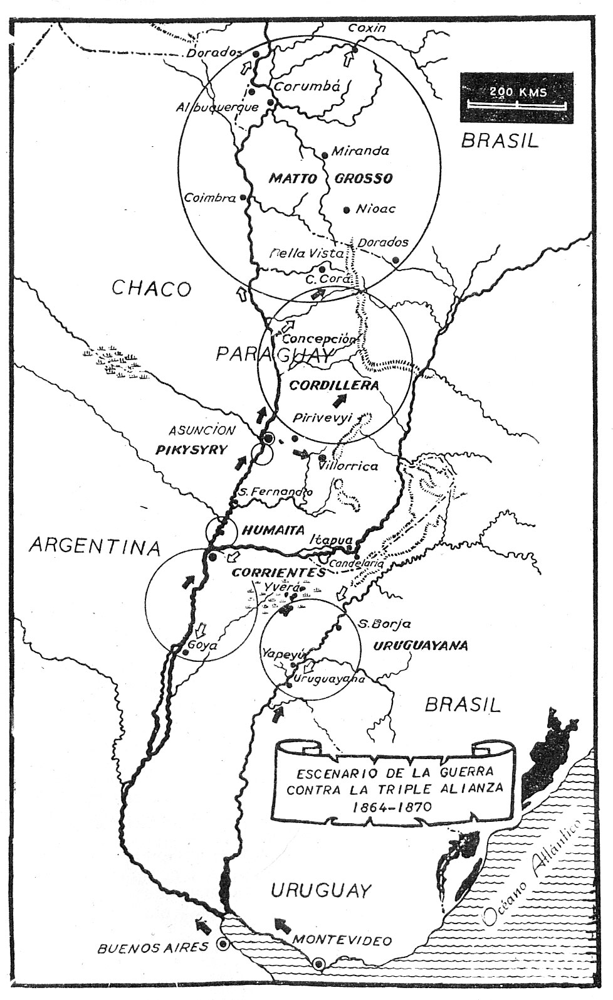 Coxin
Dorados
Corumbá
200 KMS
Albuquerque
BRASIL
Miranda
MATTO GROSSO
Coimbra
Nioac
Dorados
Bella Vista
C. Corá
CHACO
Concepción
PARAGUAY
CORDILLERA
Pirivevyi
ASUNCION
PIKYSYRY
Villorrica
S. Fernando
HUMAITA
Itapua
ARGENTINA
Candelaria
CORRIENTES
Yverá
S. Borja
Goya
URUGUAYANA
Yapeyú
Uruguayana
BRASIL
ESCENARIO DE LA GUERRA
CONTRA LA TRIPLE ALIANZA
1864-1870
Océano Atlántico
URUGUAY
MONTEVIDEO
BUENOS AIRES